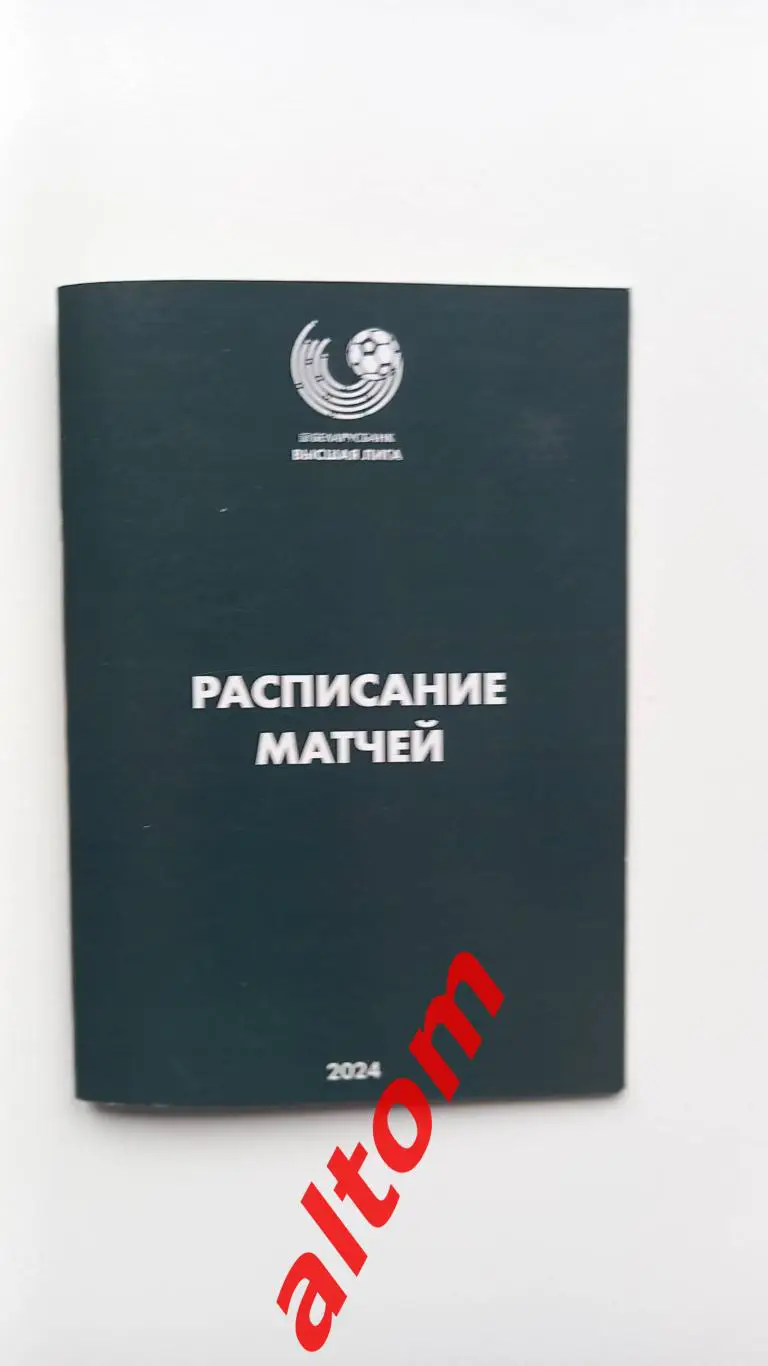 БЕЛАРУСБАНК
ВЫСШАЯ ЛИГА
РАСПИСАНИЕ
МАТЧЕЙ
2024
altom